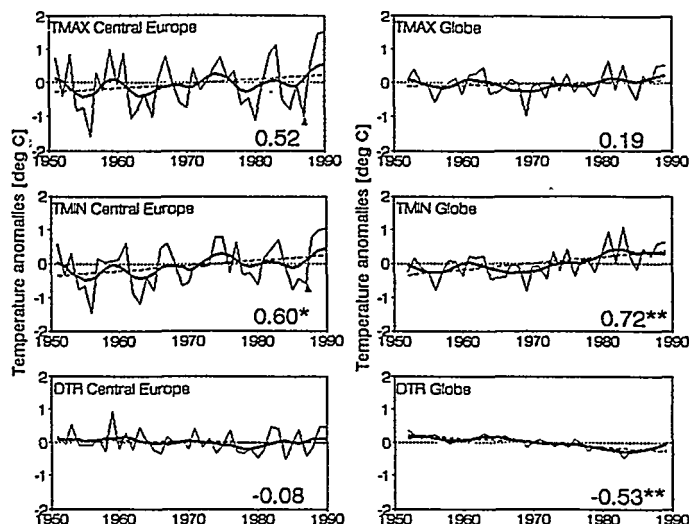 TMAX Central Europe
2
1
0
-1
-2
0.52
1950 1960 1970 1980 1990
TMAX Globe
2
1
0
-1
-2
0.19
1950 1960 1970 1980 1990
TMIN Central Europe
2
1
0
-1
-2
0.60*
1950 1960 1970 1980 1990
TMIN Globe
2
1
0
-1
-2
0.72**
1950 1960 1970 1980 1990
DTR Central Europe
2
1
0
-1
-2
-0.08
1950 1960 1970 1980 1990
DTR Globe
2
1
0
-1
-2
-0.53**
1950 1960 1970 1980 1990
Temperature anomalies [deg C]
Temperature anomalies [deg C]